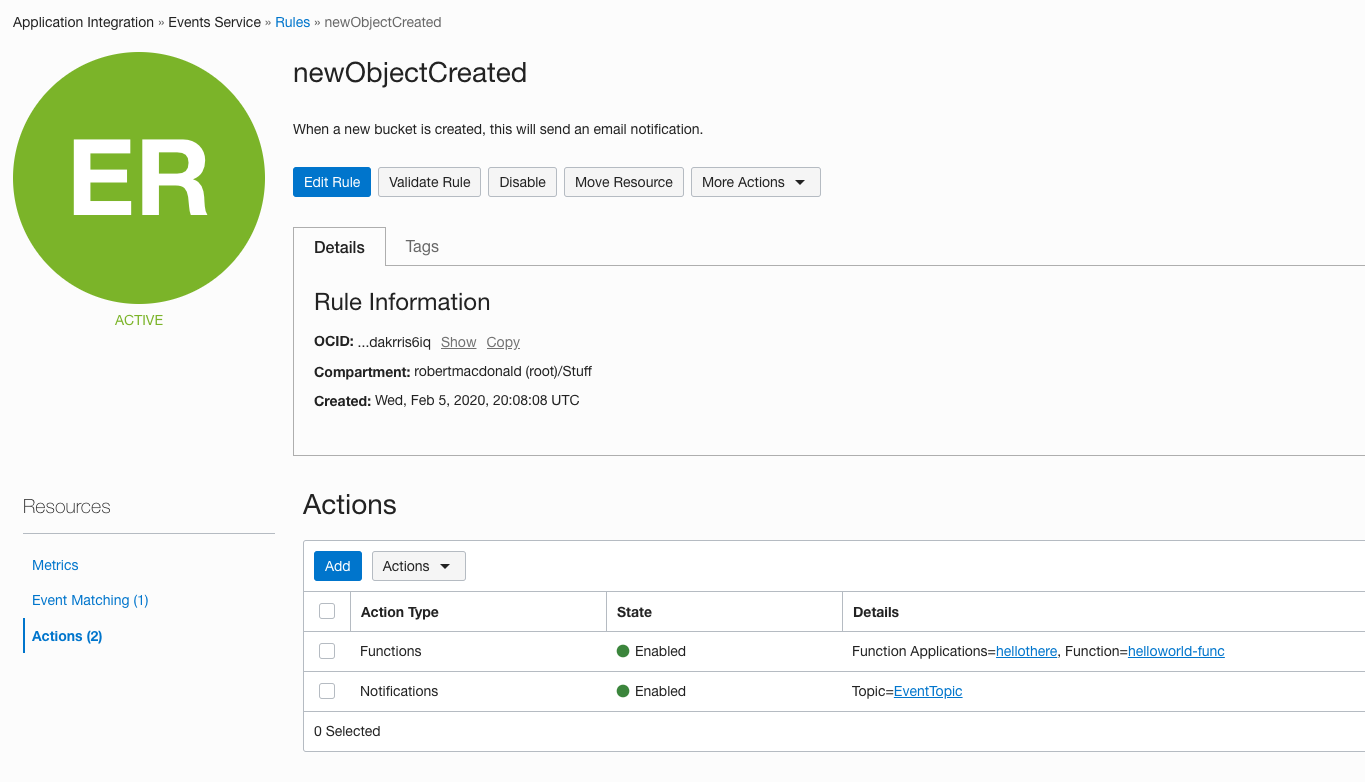 Application Integration » Events Service » Rules » newObjectCreated
ER
ACTIVE
newObjectCreated
When a new bucket is created, this will send an email notification.
Edit Rule Validate Rule Disable Move Resource More Actions
Details Tags
Rule Information
OCID: ...dakrris6iq Show Copy
Compartment: robertmacdonald (root)/Stuff
Created: Wed, Feb 5, 2020, 20:08:08 UTC
Resources
Metrics
Event Matching (1)
Actions (2)
Actions
Add Actions
Action Type State Details
Functions Enabled Function Applications=hellothere, Function=helloworld-func
Notifications Enabled Topic=EventTopic
0 Selected